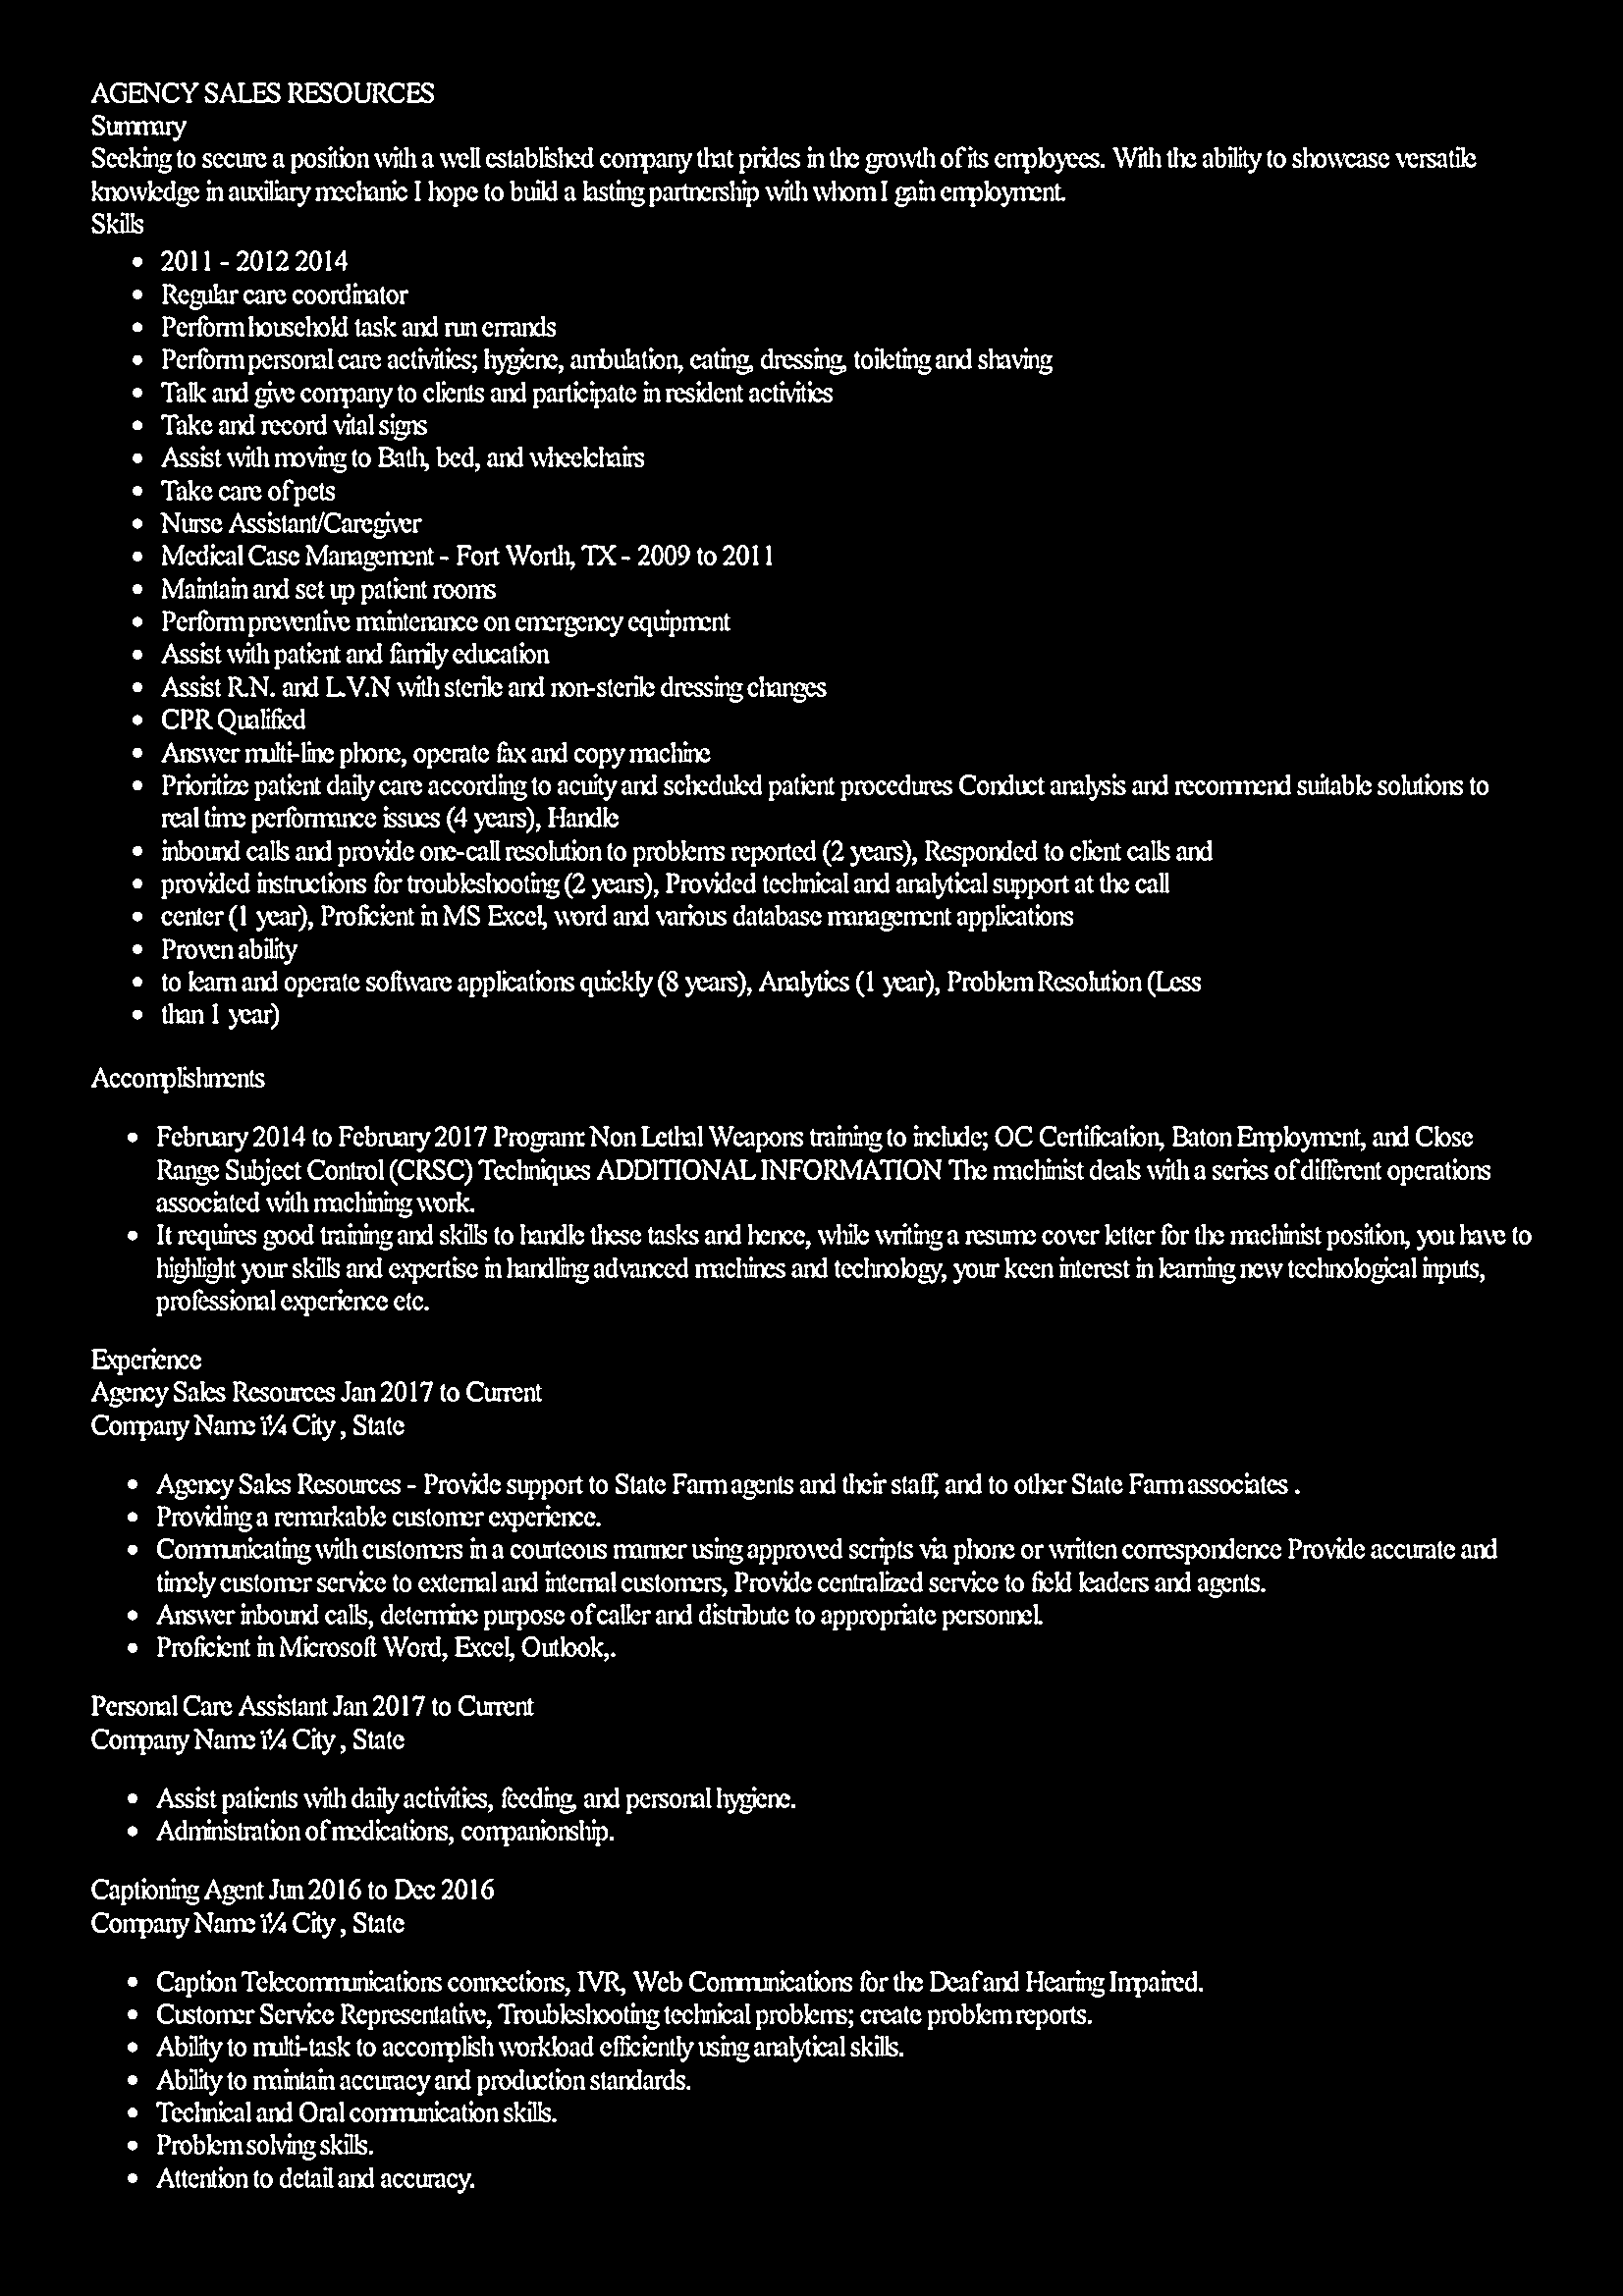 AGENCY SALES RESOURCES
Summary
Seeking to secure a position with a well established company that prides in the growth of its employees. With the ability to showcase versatile
knowledge in auxiliary mechanic I hope to build a lasting partnership with whom I gain employment.
Skills
• 2011 - 2012 2014
• Regular care coordinator
• Perform household task and run errands
• Perform personal care activities; hygiene, ambulation, eating, dressing, toileting and shaving
• Talk and give company to clients and participate in resident activities
• Take and record vital signs
• Assist with moving to Bath, bed, and wheelchairs
• Take care of pets
• Nurse Assistant/Caregiver
• Medical Case Management - Fort Worth, TX - 2009 to 2011
• Maintain and set up patient rooms
• Perform preventive maintenance on emergency equipment
• Assist with patient and family education
• Assist R.N. and L.V.N with sterile and non-sterile dressing changes
• CPR Qualified
• Answer multi-line phone, operate fax and copy machine
• Prioritize patient daily care according to acuity and scheduled patient procedures Conduct analysis and recommend suitable solutions to
real time performance issues (4 years), Handle
• inbound calls and provide one-call resolution to problems reported (2 years), Responded to client calls and
• provided instructions for troubleshooting (2 years), Provided technical and analytical support at the call
• center (1 year), Proficient in MS Excel, word and various database management applications
• Proven ability
• to learn and operate software applications quickly (8 years), Analytics (1 year), Problem Resolution (Less
• than 1 year)
Accomplishments
• February 2014 to February 2017 Program: Non Lethal Weapons training to include; OC Certification, Baton Employment, and Close
Range Subject Control (CRSC) Techniques ADDITIONAL INFORMATION The machinist deals with a series of different operations
associated with machining work.
• It requires good training and skills to handle these tasks and hence, while writing a resume cover letter for the machinist position, you have to
highlight your skills and expertise in handling advanced machines and technology, your keen interest in learning new technological inputs,
professional experience etc.
Experience
Agency Sales Resources Jan 2017 to Current
Company Name ï¼ City , State
• Agency Sales Resources - Provide support to State Farm agents and their staff, and to other State Farm associates .
• Providing a remarkable customer experience.
• Communicating with customers in a courteous manner using approved scripts via phone or written correspondence Provide accurate and
timely customer service to external and internal customers, Provide centralized service to field leaders and agents.
• Answer inbound calls, determine purpose of caller and distribute to appropriate personnel.
• Proficient in Microsoft Word, Excel, Outlook,.
Personal Care Assistant Jan 2017 to Current
Company Name ï¼ City , State
• Assist patients with daily activities, feeding, and personal hygiene.
• Administration of medications, companionship.
Captioning Agent Jun 2016 to Dec 2016
Company Name ï¼ City , State
• Caption Telecommunications connections, IVR, Web Communications for the Deaf and Hearing Impaired.
• Customer Service Representative, Troubleshooting technical problems; create problem reports.
• Ability to multi-task to accomplish workload efficiently using analytical skills.
• Ability to maintain accuracy and production standards.
• Technical and Oral communication skills.
• Problem solving skills.
• Attention to detail and accuracy.